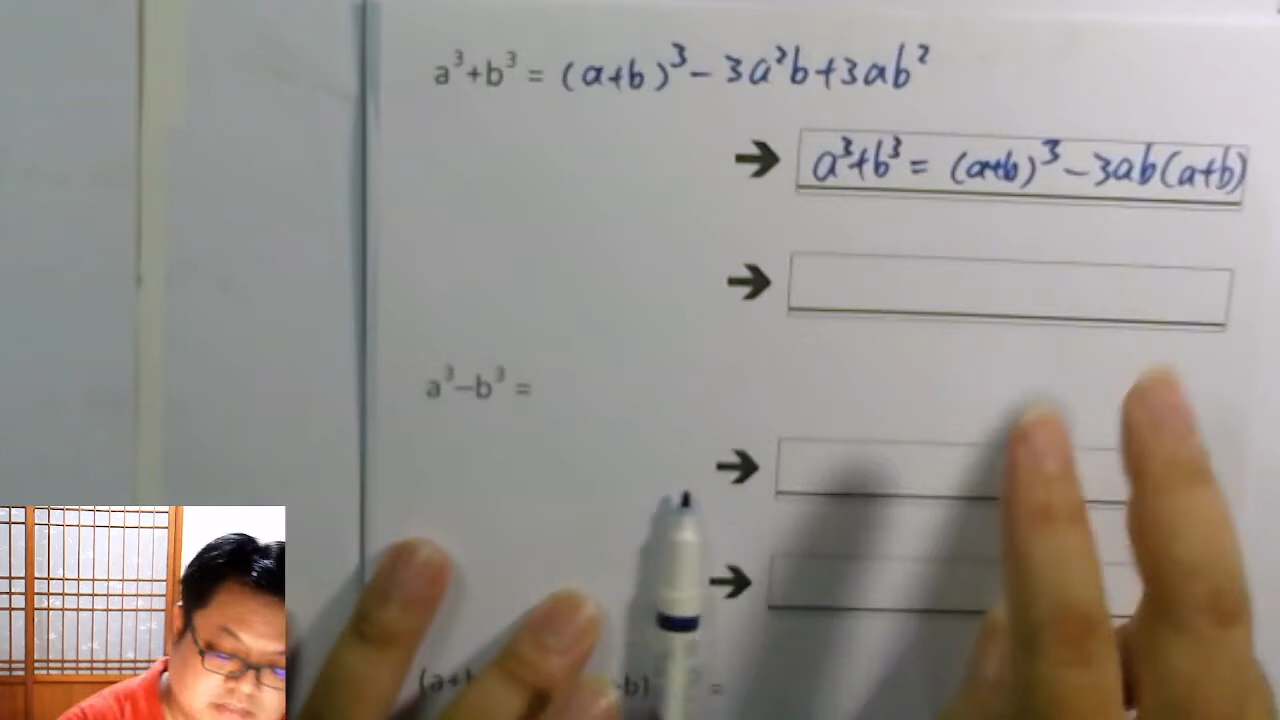 a³+b³ = (a+b)³-3a²b+3ab²
→ a³+b³= (a+b)³-3ab(a+b)
→
a³-b³ =
→
→